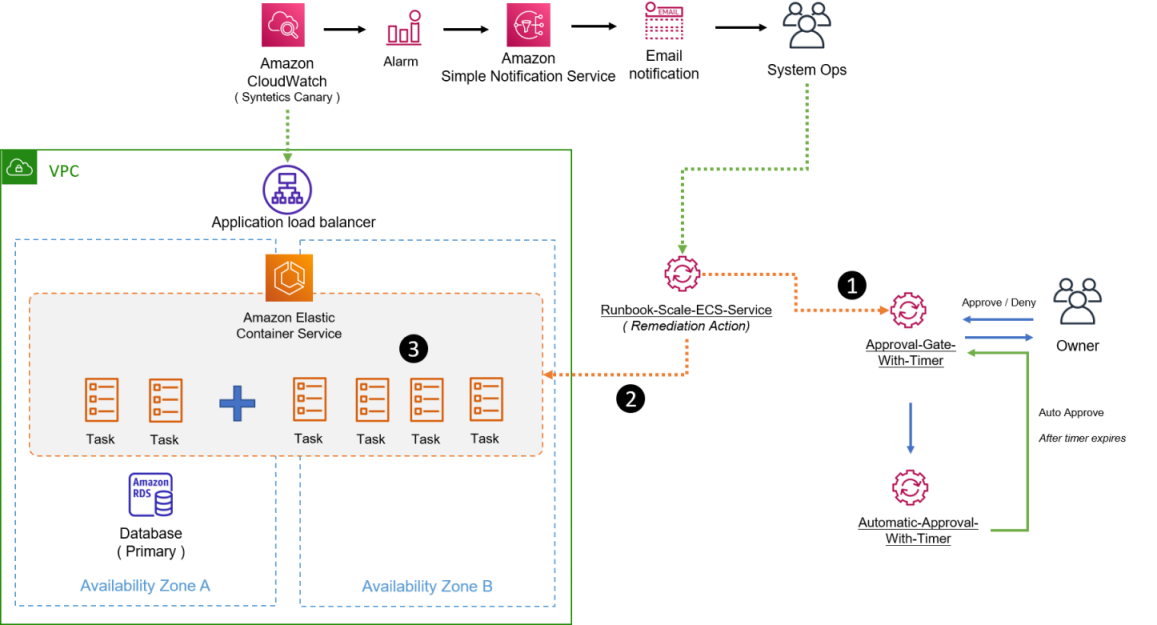 Amazon
CloudWatch
( Syntetics Canary )
Alarm
Amazon
Simple Notification Service
EMAIL
Email
notification
System Ops
VPC
Application load balancer
Amazon Elastic
Container Service
3
Task
Task
Task
Task
Task
Task
Amazon
RDS
Database
( Primary )
Availability Zone A
Availability Zone B
Runbook-Scale-ECS-Service
( Remediation Action)
1
2
Approval-Gate-
With-Timer
Approve / Deny
Owner
Auto Approve
After timer expires
Automatic-Approval-
With-Timer